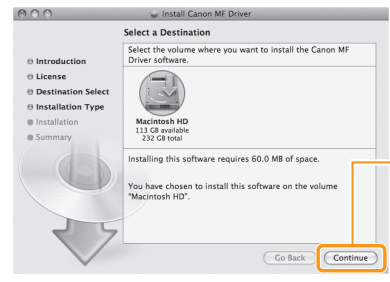 Install Canon MF Driver
Select a Destination
Introduction
License
Destination Select
Installation Type
Installation
Summary
Select the volume where you want to install the Canon MF
Driver software.
Macintosh HD
113 GB available
232 GB total
Installing this software requires 60.0 MB of space.
You have chosen to install this software on the volume
"Macintosh HD".
Go Back
Continue